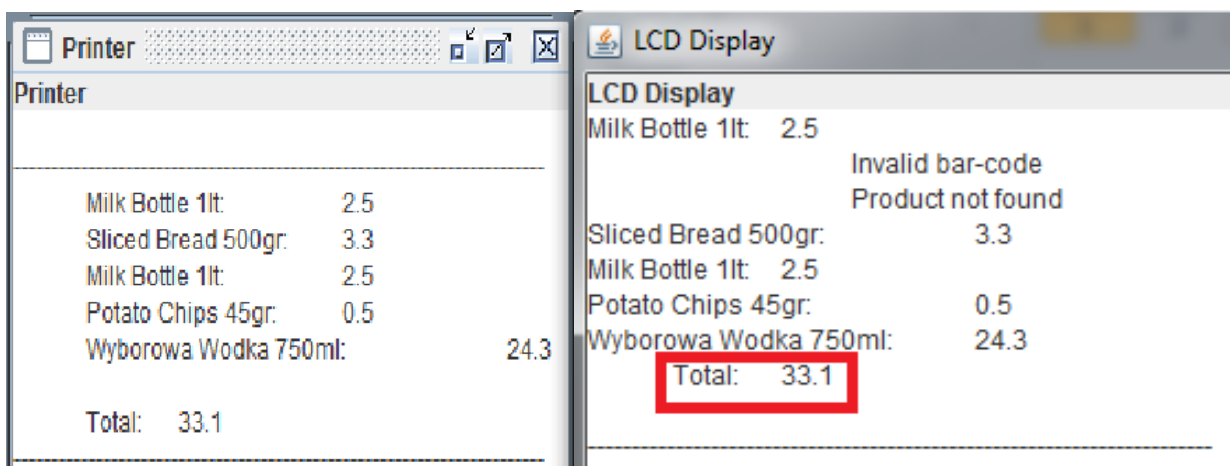 Printer
Printer
Milk Bottle 1lt: 2.5
Sliced Bread 500gr: 3.3
Milk Bottle 1lt: 2.5
Potato Chips 45gr: 0.5
Wyborowa Wodka 750ml: 24.3
Total: 33.1
LCD Display
LCD Display
Milk Bottle 1lt: 2.5
Invalid bar-code
Product not found
Sliced Bread 500gr: 3.3
Milk Bottle 1lt: 2.5
Potato Chips 45gr: 0.5
Wyborowa Wodka 750ml: 24.3
Total: 33.1